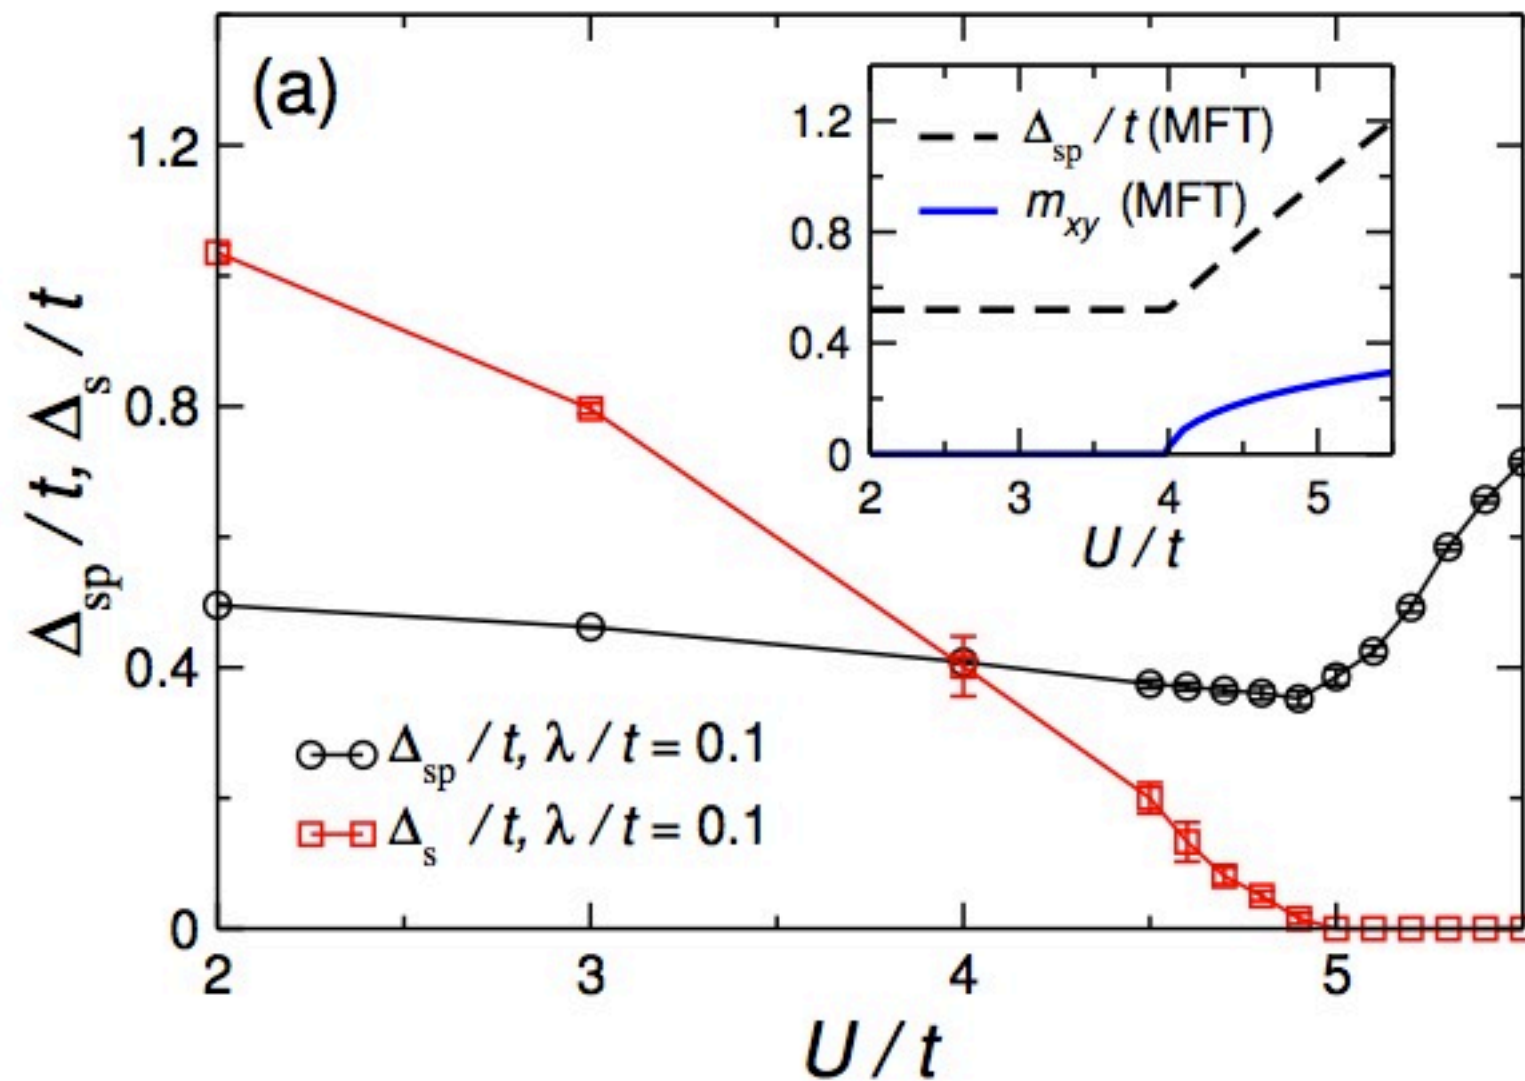 (a)
Δsp / t, Δs / t
1.2
0.8
0.4
0
2
3
4
5
U / t
Δsp / t, λ / t = 0.1
Δs / t, λ / t = 0.1
Δsp / t (MFT)
mxy (MFT)
1.2
0.8
0.4
0
2
3
4
5
U / t